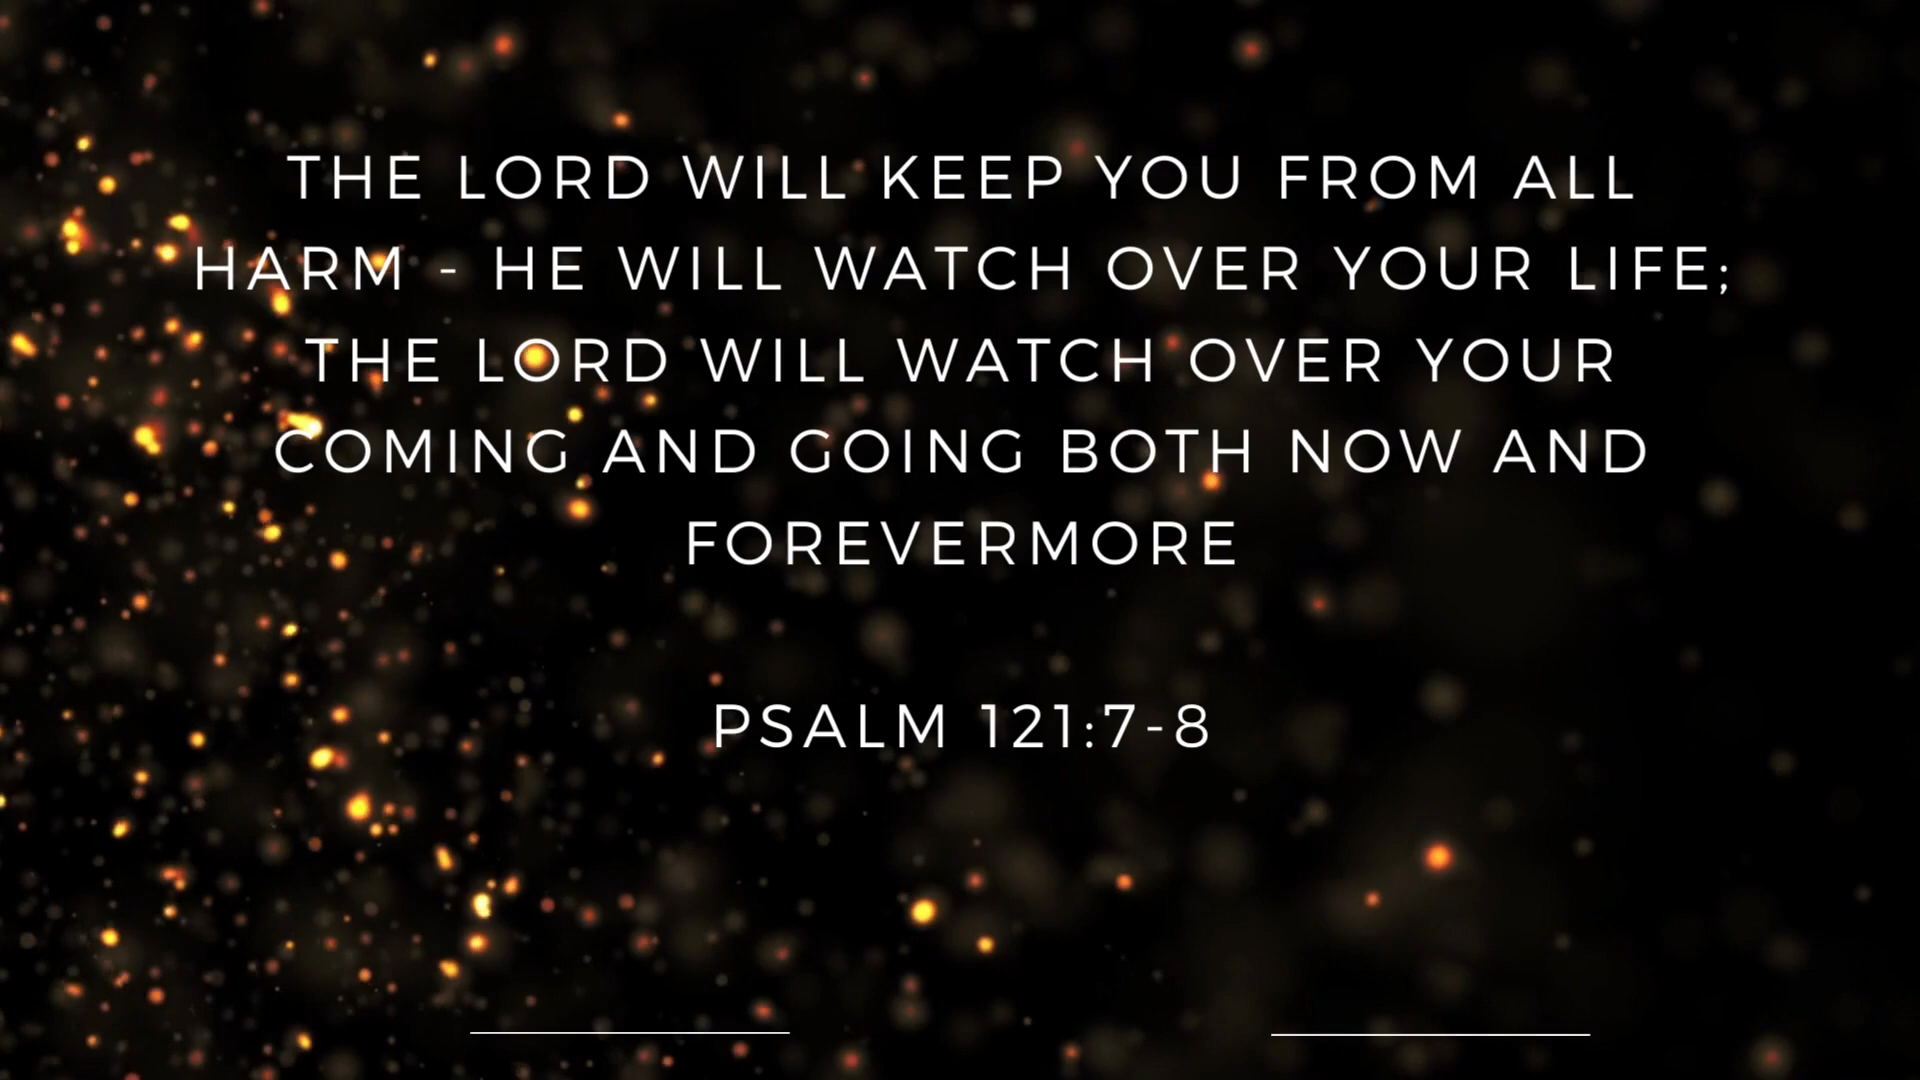 THE LORD WILL KEEP YOU FROM ALL
HARM - HE WILL WATCH OVER YOUR LIFE;
THE LORD WILL WATCH OVER YOUR
COMING AND GOING BOTH NOW AND
FOREVERMORE
PSALM 121:7-8